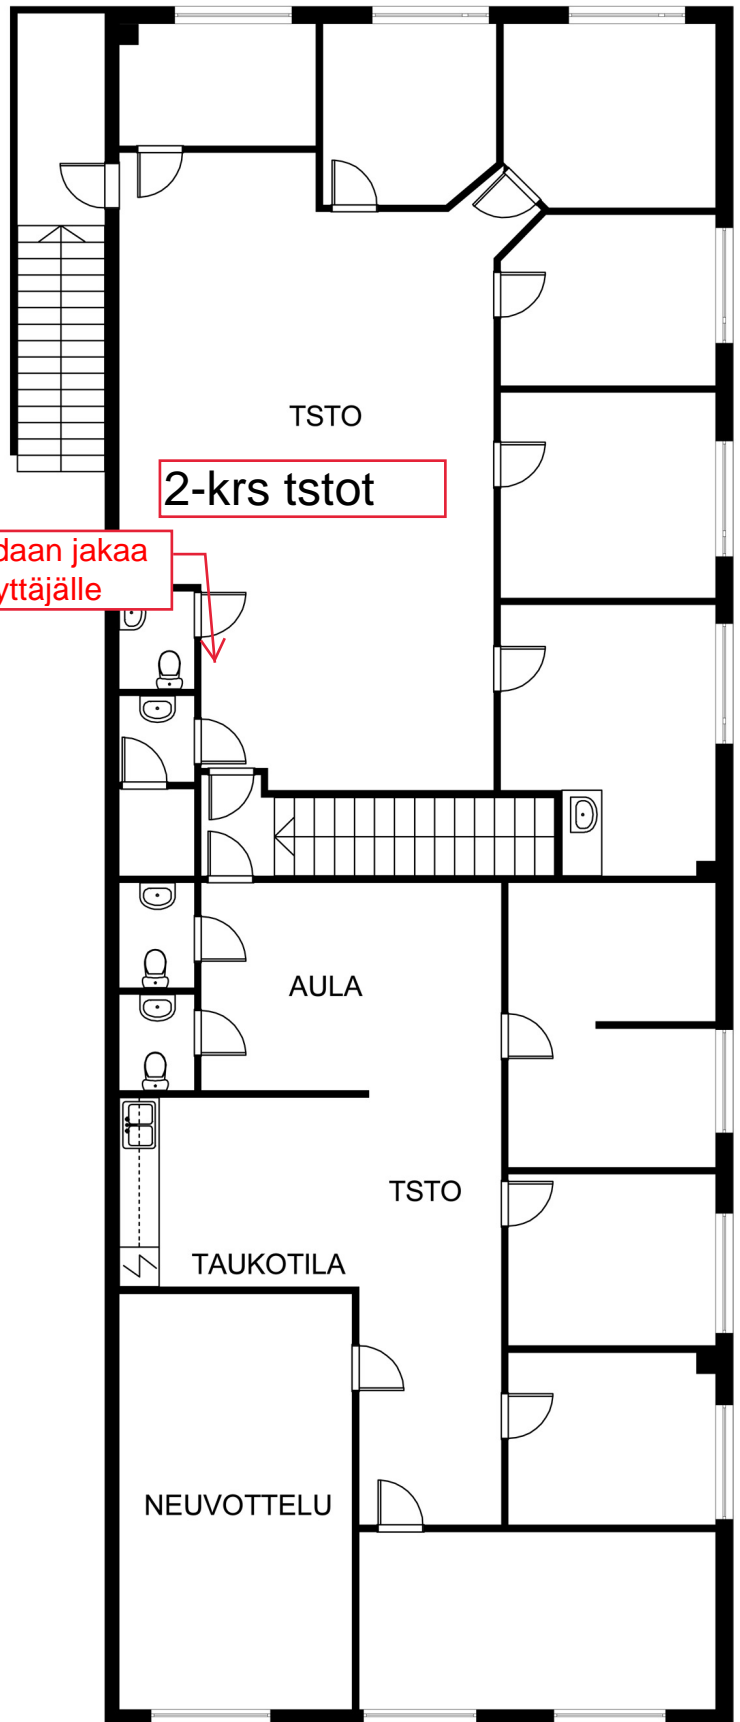 TSTO
2-krs tstot
daan jakaa
yttäjälle
AULA
TSTO
TAUKOTILA
NEUVOTTELU